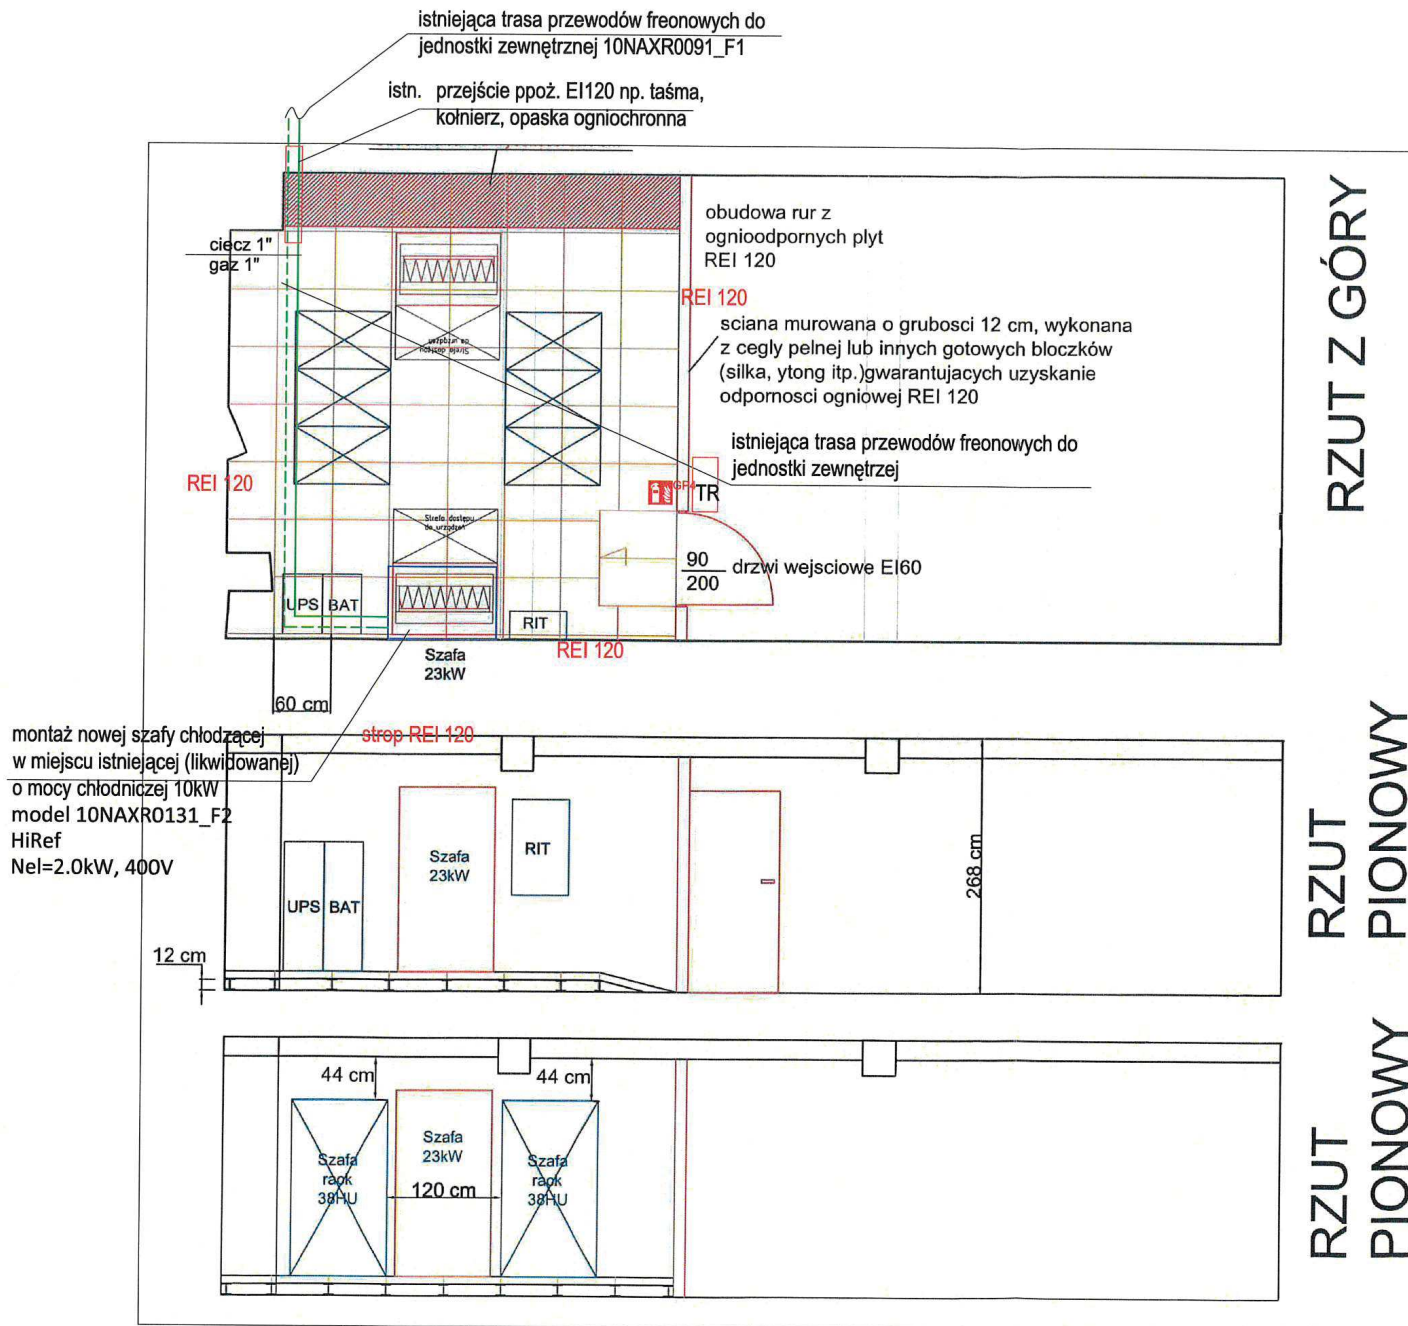 istniejąca trasa przewodów freonowych do
jednostki zewnętrznej 10NAXR0091_F1
istn. przejście ppoż. EI120 np. taśma,
kołnierz, opaska ogniochronna
ciecz 1"
gaz 1"
obudowa rur z
ognioodpornych plyt
REI 120
REI 120
sciana murowana o grubosci 12 cm, wykonana
z cegly pelnej lub innych gotowych bloczków
(silka, ytong itp.)gwarantujacych uzyskanie
odpornosci ogniowej REI 120
Strefa dostępu
do urządzeń
istniejąca trasa przewodów freonowych do
jednostki zewnętrzej
REI 120
TR
Strefa dostępu
do urządzeń
90
200
drzwi wejsciowe EI60
UPS
BAT
RIT
REI 120
Szafa
23kW
60 cm
RZUT Z GÓRY
montaż nowej szafy chłodzącej
w miejscu istniejącej (likwidowanej)
o mocy chłodniczej 10kW
model 10NAXR0131_F2
HiRef
Nel=2.0kW, 400V
strop REI 120
UPS
BAT
Szafa
23kW
RIT
268 cm
12 cm
RZUT
PIONOWY
44 cm
44 cm
Szafa
rack
38HU
Szafa
23kW
120 cm
Szafa
rack
38HU
RZUT
PIONOWY